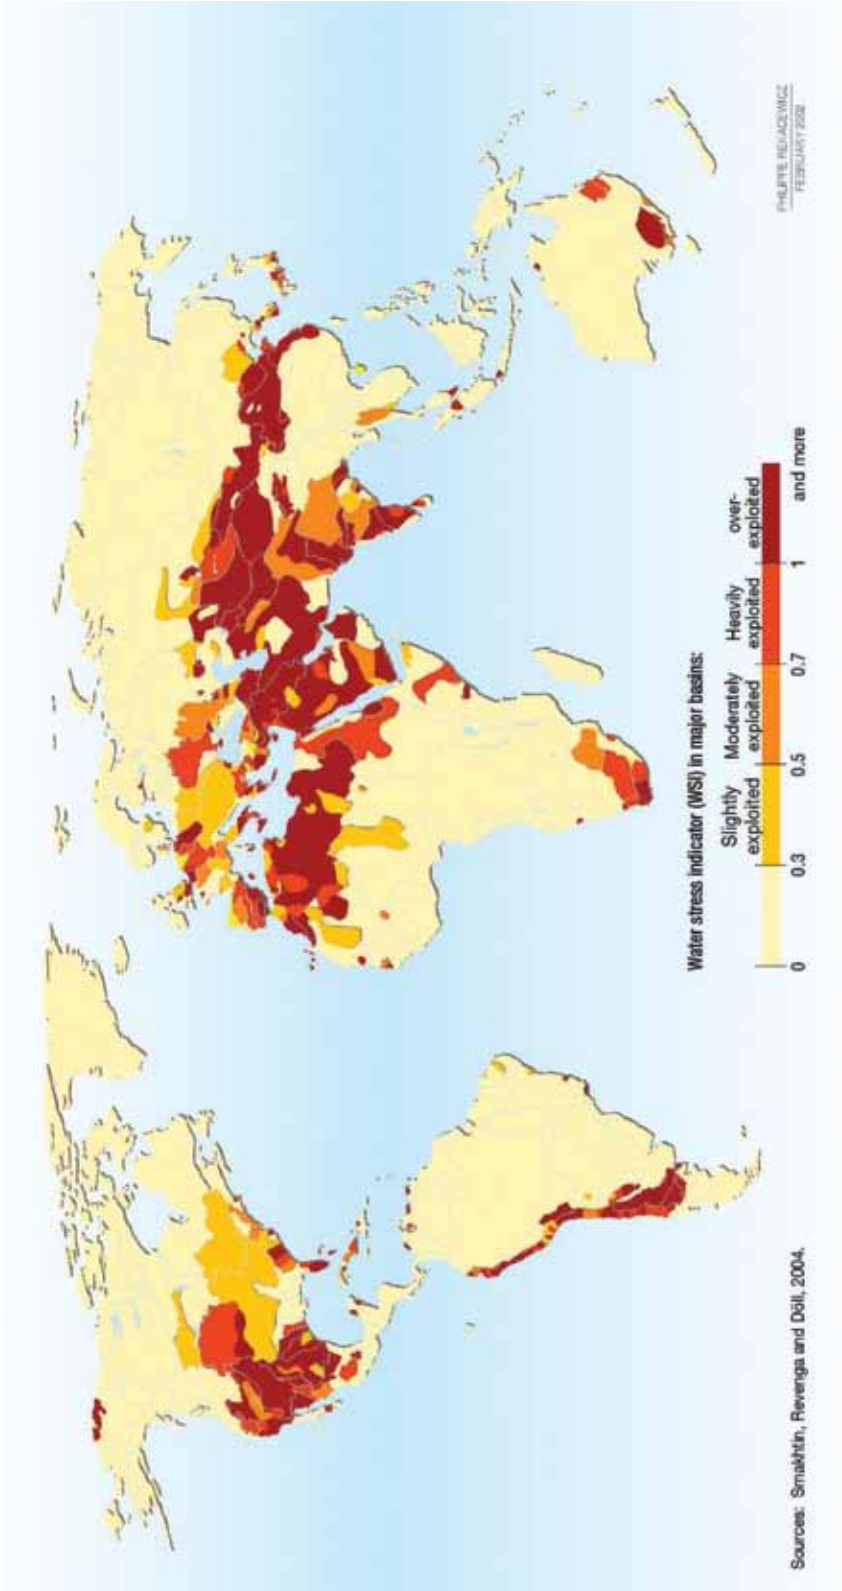 PHILIPPE REKACEWICZ
FEBRUARY 2002
Water stress indicator (WSI) in major basins:
Slightly
exploited
Moderately
exploited
Heavily
exploited
over-
exploited
0
0.3
0.5
0.7
1
and more
Sources: Smakhtin, Revenga and Döll, 2004.